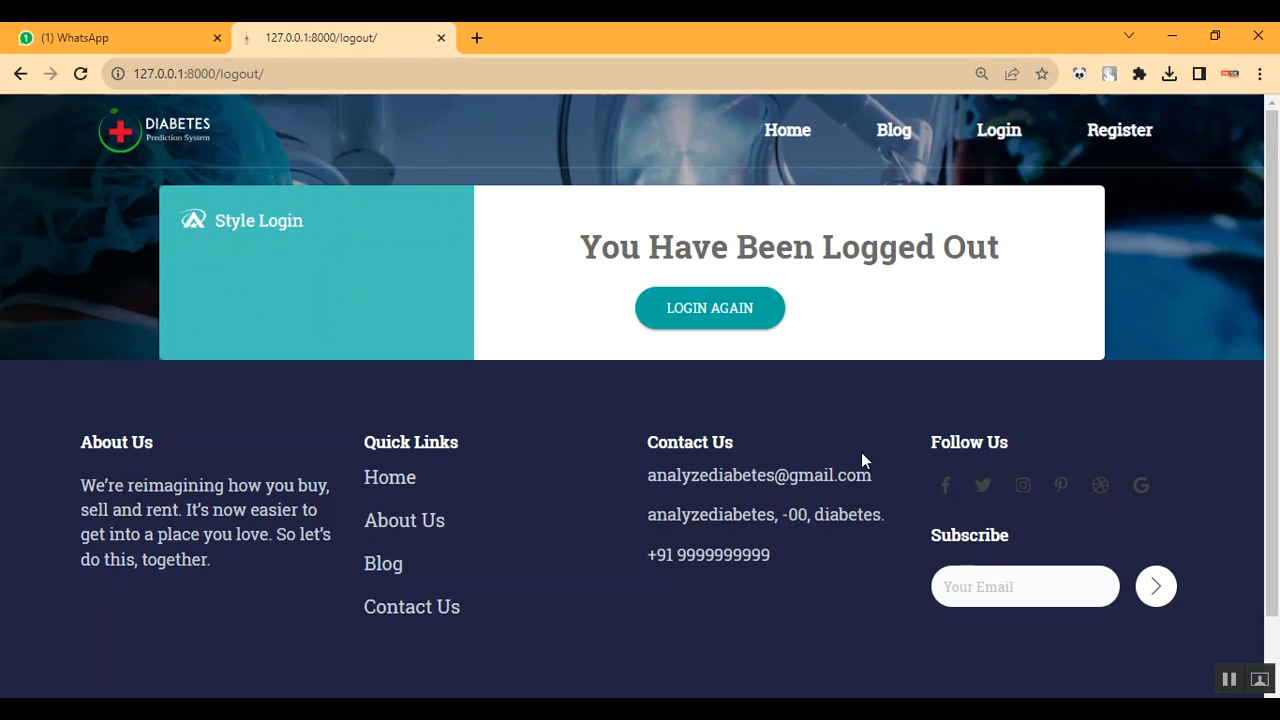 (1) WhatsApp
127.0.0.1:8000/logout/
127.0.0.1:8000/logout/
DIABETES
Prediction System
Home
Blog
Login
Register
Style Login
You Have Been Logged Out
LOGIN AGAIN
About Us
We're reimagining how you buy,
sell and rent. It's now easier to
get into a place you love. So let's
do this, together.
Quick Links
Home
About Us
Blog
Contact Us
Contact Us
analyzediabetes@gmail.com
analyzediabetes, -00, diabetes.
+91 9999999999
Follow Us
Subscribe
Your Email